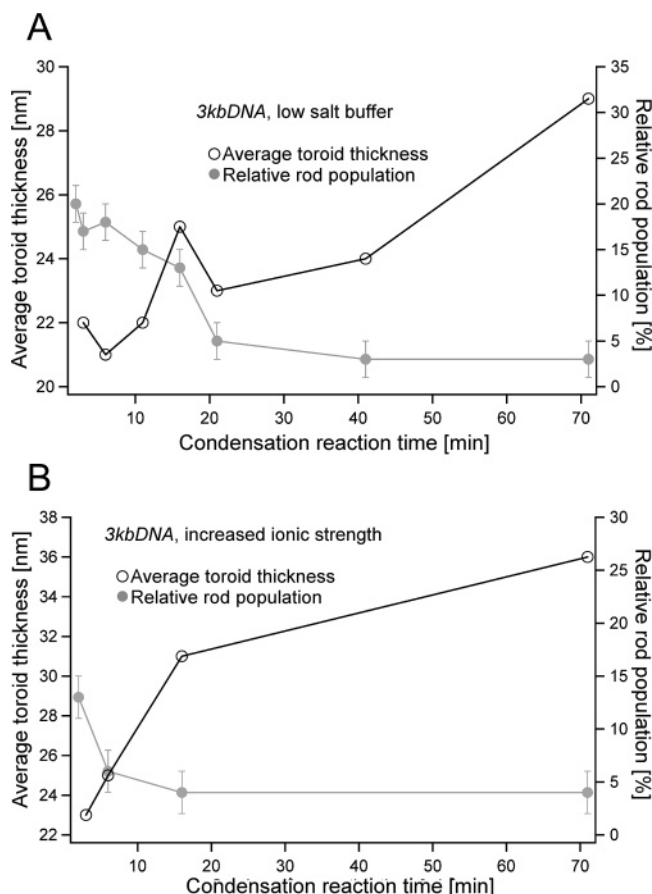 A
30
28
26
24
22
20
Average toroid thickness [nm]
3kbDNA, low salt buffer
Average toroid thickness
Relative rod population
35
30
25
20
15
10
5
0
Relative rod population [%]
10 20 30 40 50 60 70
Condensation reaction time [min]
B
38
36
34
32
30
28
26
24
22
Average toroid thickness [nm]
3kbDNA, increased ionic strength
Average toroid thickness
Relative rod population
30
25
20
15
10
5
0
Relative rod population [%]
10 20 30 40 50 60 70
Condensation reaction time [min]